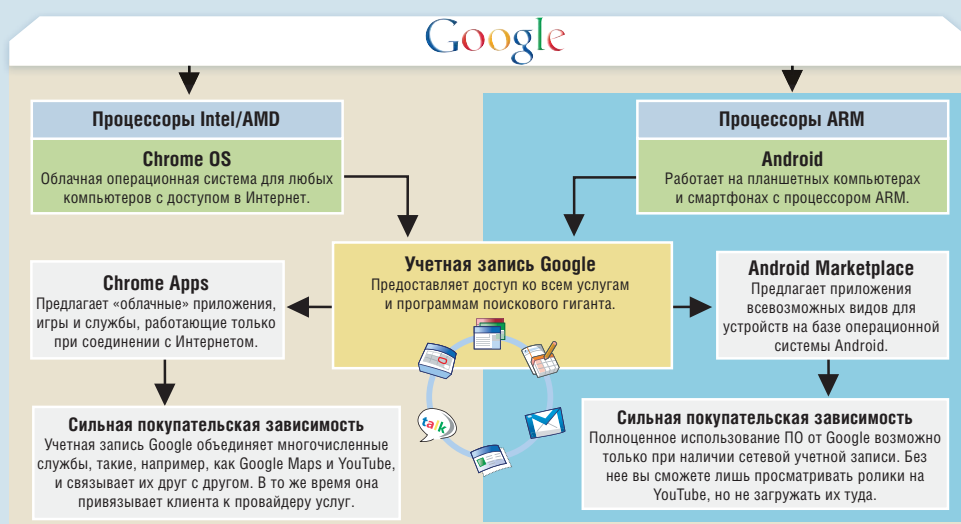 Google
Процессоры Intel/AMD
Chrome OS
Облачная операционная система для любых
компьютеров с доступом в Интернет.
Процессоры ARM
Android
Работает на планшетных компьютерах
и смартфонах с процессором ARM.
Учетная запись Google
Предоставляет доступ ко всем услугам
и программам поискового гиганта.
Chrome Apps
Предлагает «облачные» приложения,
игры и службы, работающие только
при соединении с Интернетом.
Android Marketplace
Предлагает приложения
всевозможных видов для
устройств на базе операционной
системы Android.
talk
Сильная покупательская зависимость
Учетная запись Google объединяет многочисленные
службы, такие, например, как Google Maps и YouTube,
и связывает их друг с другом. В то же время она
привязывает клиента к провайдеру услуг.
Сильная покупательская зависимость
Полноценное использование ПО от Google возможно
только при наличии сетевой учетной записи. Без
нее вы сможете лишь просматривать ролики на
YouTube, но не загружать их туда.